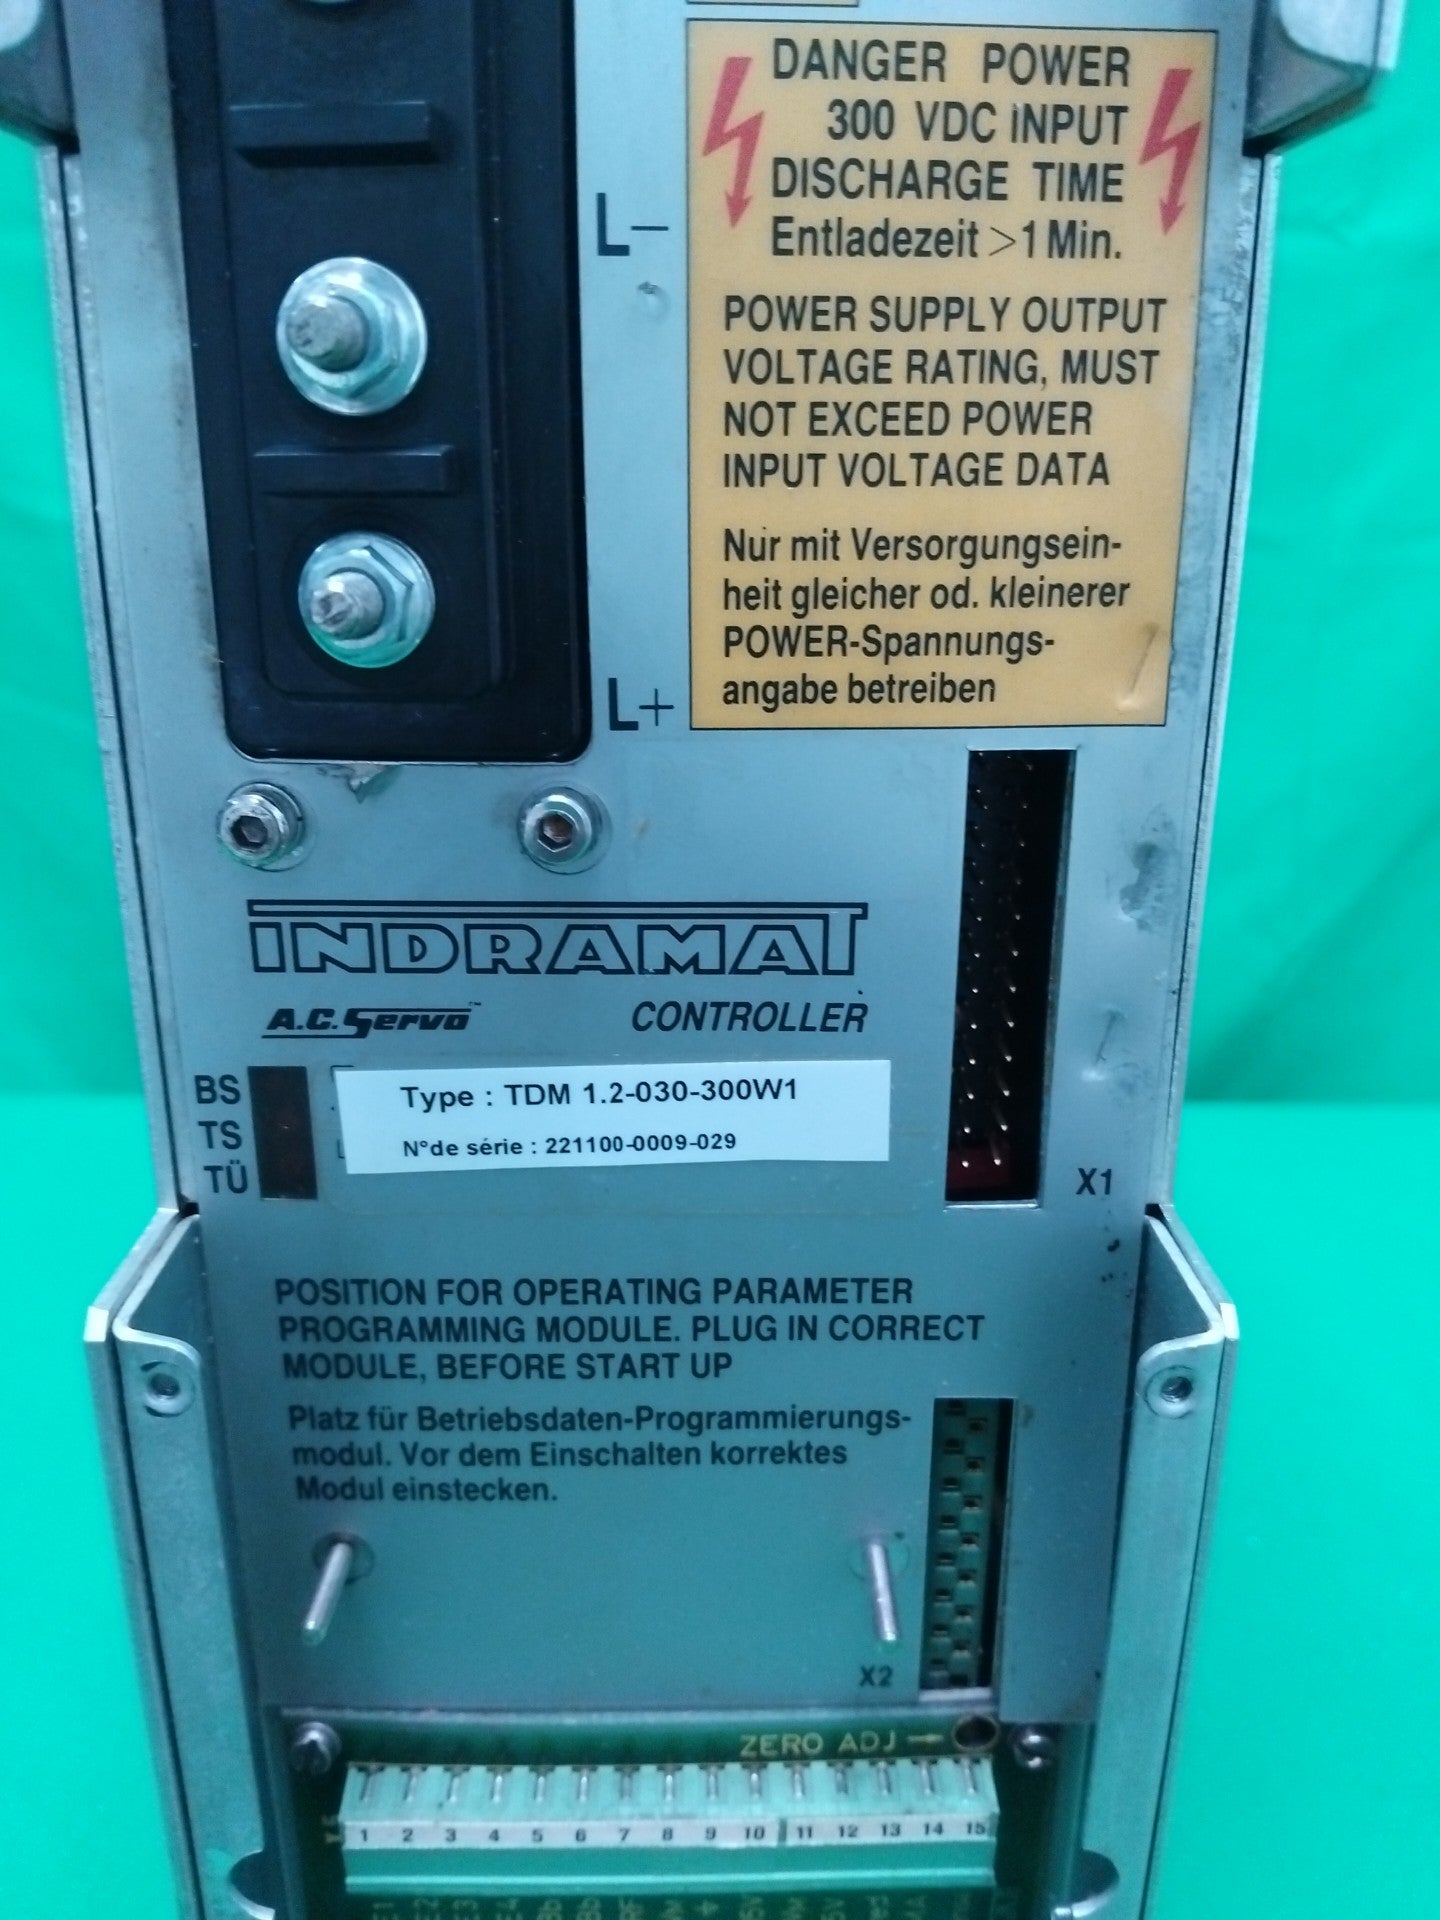 DANGER POWER
300 VDC INPUT
DISCHARGE TIME
Entladezeit >1 Min.
POWER SUPPLY OUTPUT
VOLTAGE RATING, MUST
NOT EXCEED POWER
INPUT VOLTAGE DATA
Nur mit Versorgungsein-
heit gleicher od. kleinerer
POWER-Spannungs-
angabe betreiben
L-
L+
INDRAMAT
A.C. Servo™ CONTROLLER
BS
TS
TÜ
Type : TDM 1.2-030-300W1
N°de série : 221100-0009-029
X1
POSITION FOR OPERATING PARAMETER
PROGRAMMING MODULE. PLUG IN CORRECT
MODULE, BEFORE START UP
Platz für Betriebsdaten-Programmierungs-
modul. Vor dem Einschalten korrektes
Modul einstecken.
X2
ZERO ADJ →
1 2 3 4 5 6 7 8 9 10 11 12 13 14 15